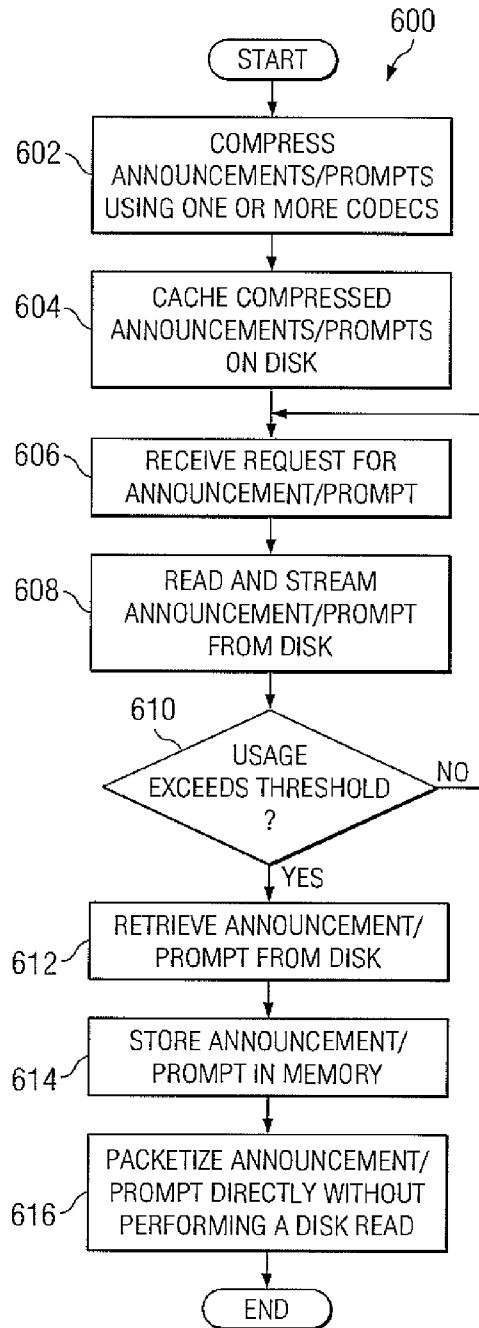 600
START
602
COMPRESS
ANNOUNCEMENTS/PROMPTS
USING ONE OR MORE CODECS
604
CACHE COMPRESSED
ANNOUNCEMENTS/PROMPTS
ON DISK
606
RECEIVE REQUEST FOR
ANNOUNCEMENT/PROMPT
608
READ AND STREAM
ANNOUNCEMENT/PROMPT
FROM DISK
610
USAGE
EXCEEDS THRESHOLD
?
NO
YES
612
RETRIEVE ANNOUNCEMENT/
PROMPT FROM DISK
614
STORE ANNOUNCEMENT/
PROMPT IN MEMORY
616
PACKETIZE ANNOUNCEMENT/
PROMPT DIRECTLY WITHOUT
PERFORMING A DISK READ
END